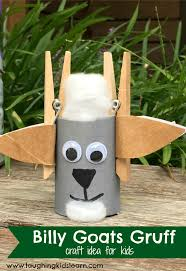 Billy Goats Gruff
craft idea for kids
www.laughingkidslearn.com